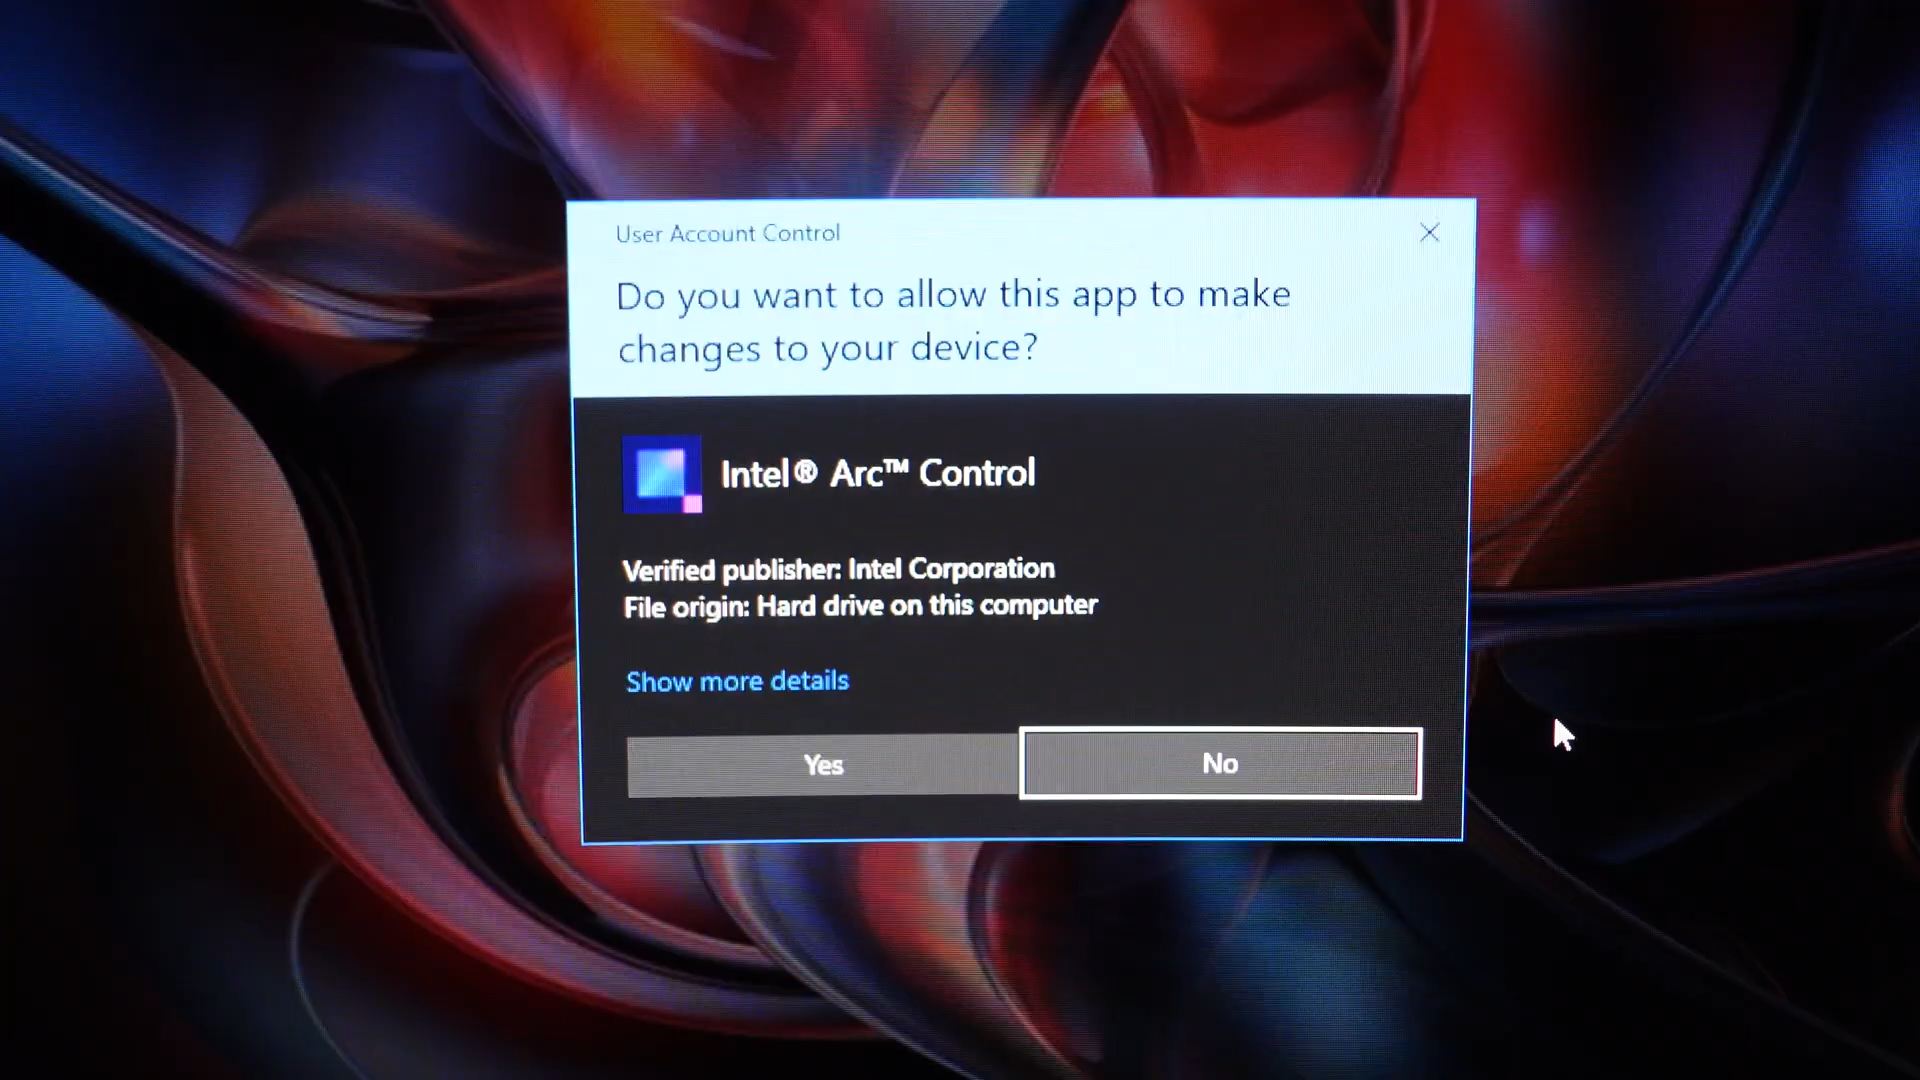 User Account Control
Do you want to allow this app to make
changes to your device?
Intel® Arc™ Control
Verified publisher: Intel Corporation
File origin: Hard drive on this computer
Show more details
Yes
No